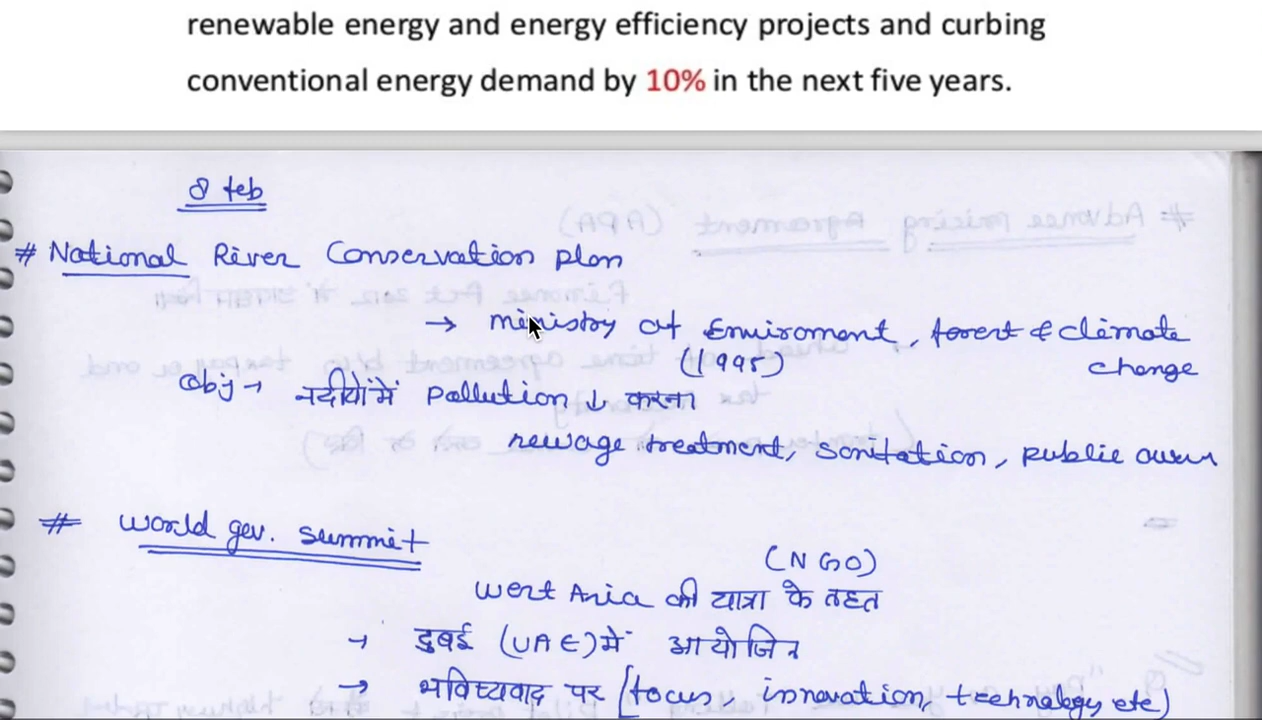 renewable energy and energy efficiency projects and curbing
conventional energy demand by 10% in the next five years.
8 feb
# National River Conservation plan
→ ministry of Enviroment, forest & climate change
(1995)
Obj → नदीयोंमें Pollution ↓ करना
sewage treatment, sanitation, public
# World gov. summit
(NGO)
West Asia की यात्रा के तहत
→ दुबई (UAE)में आयोजित
→ भविष्यवाद पर [focus, innovation, technology etc)